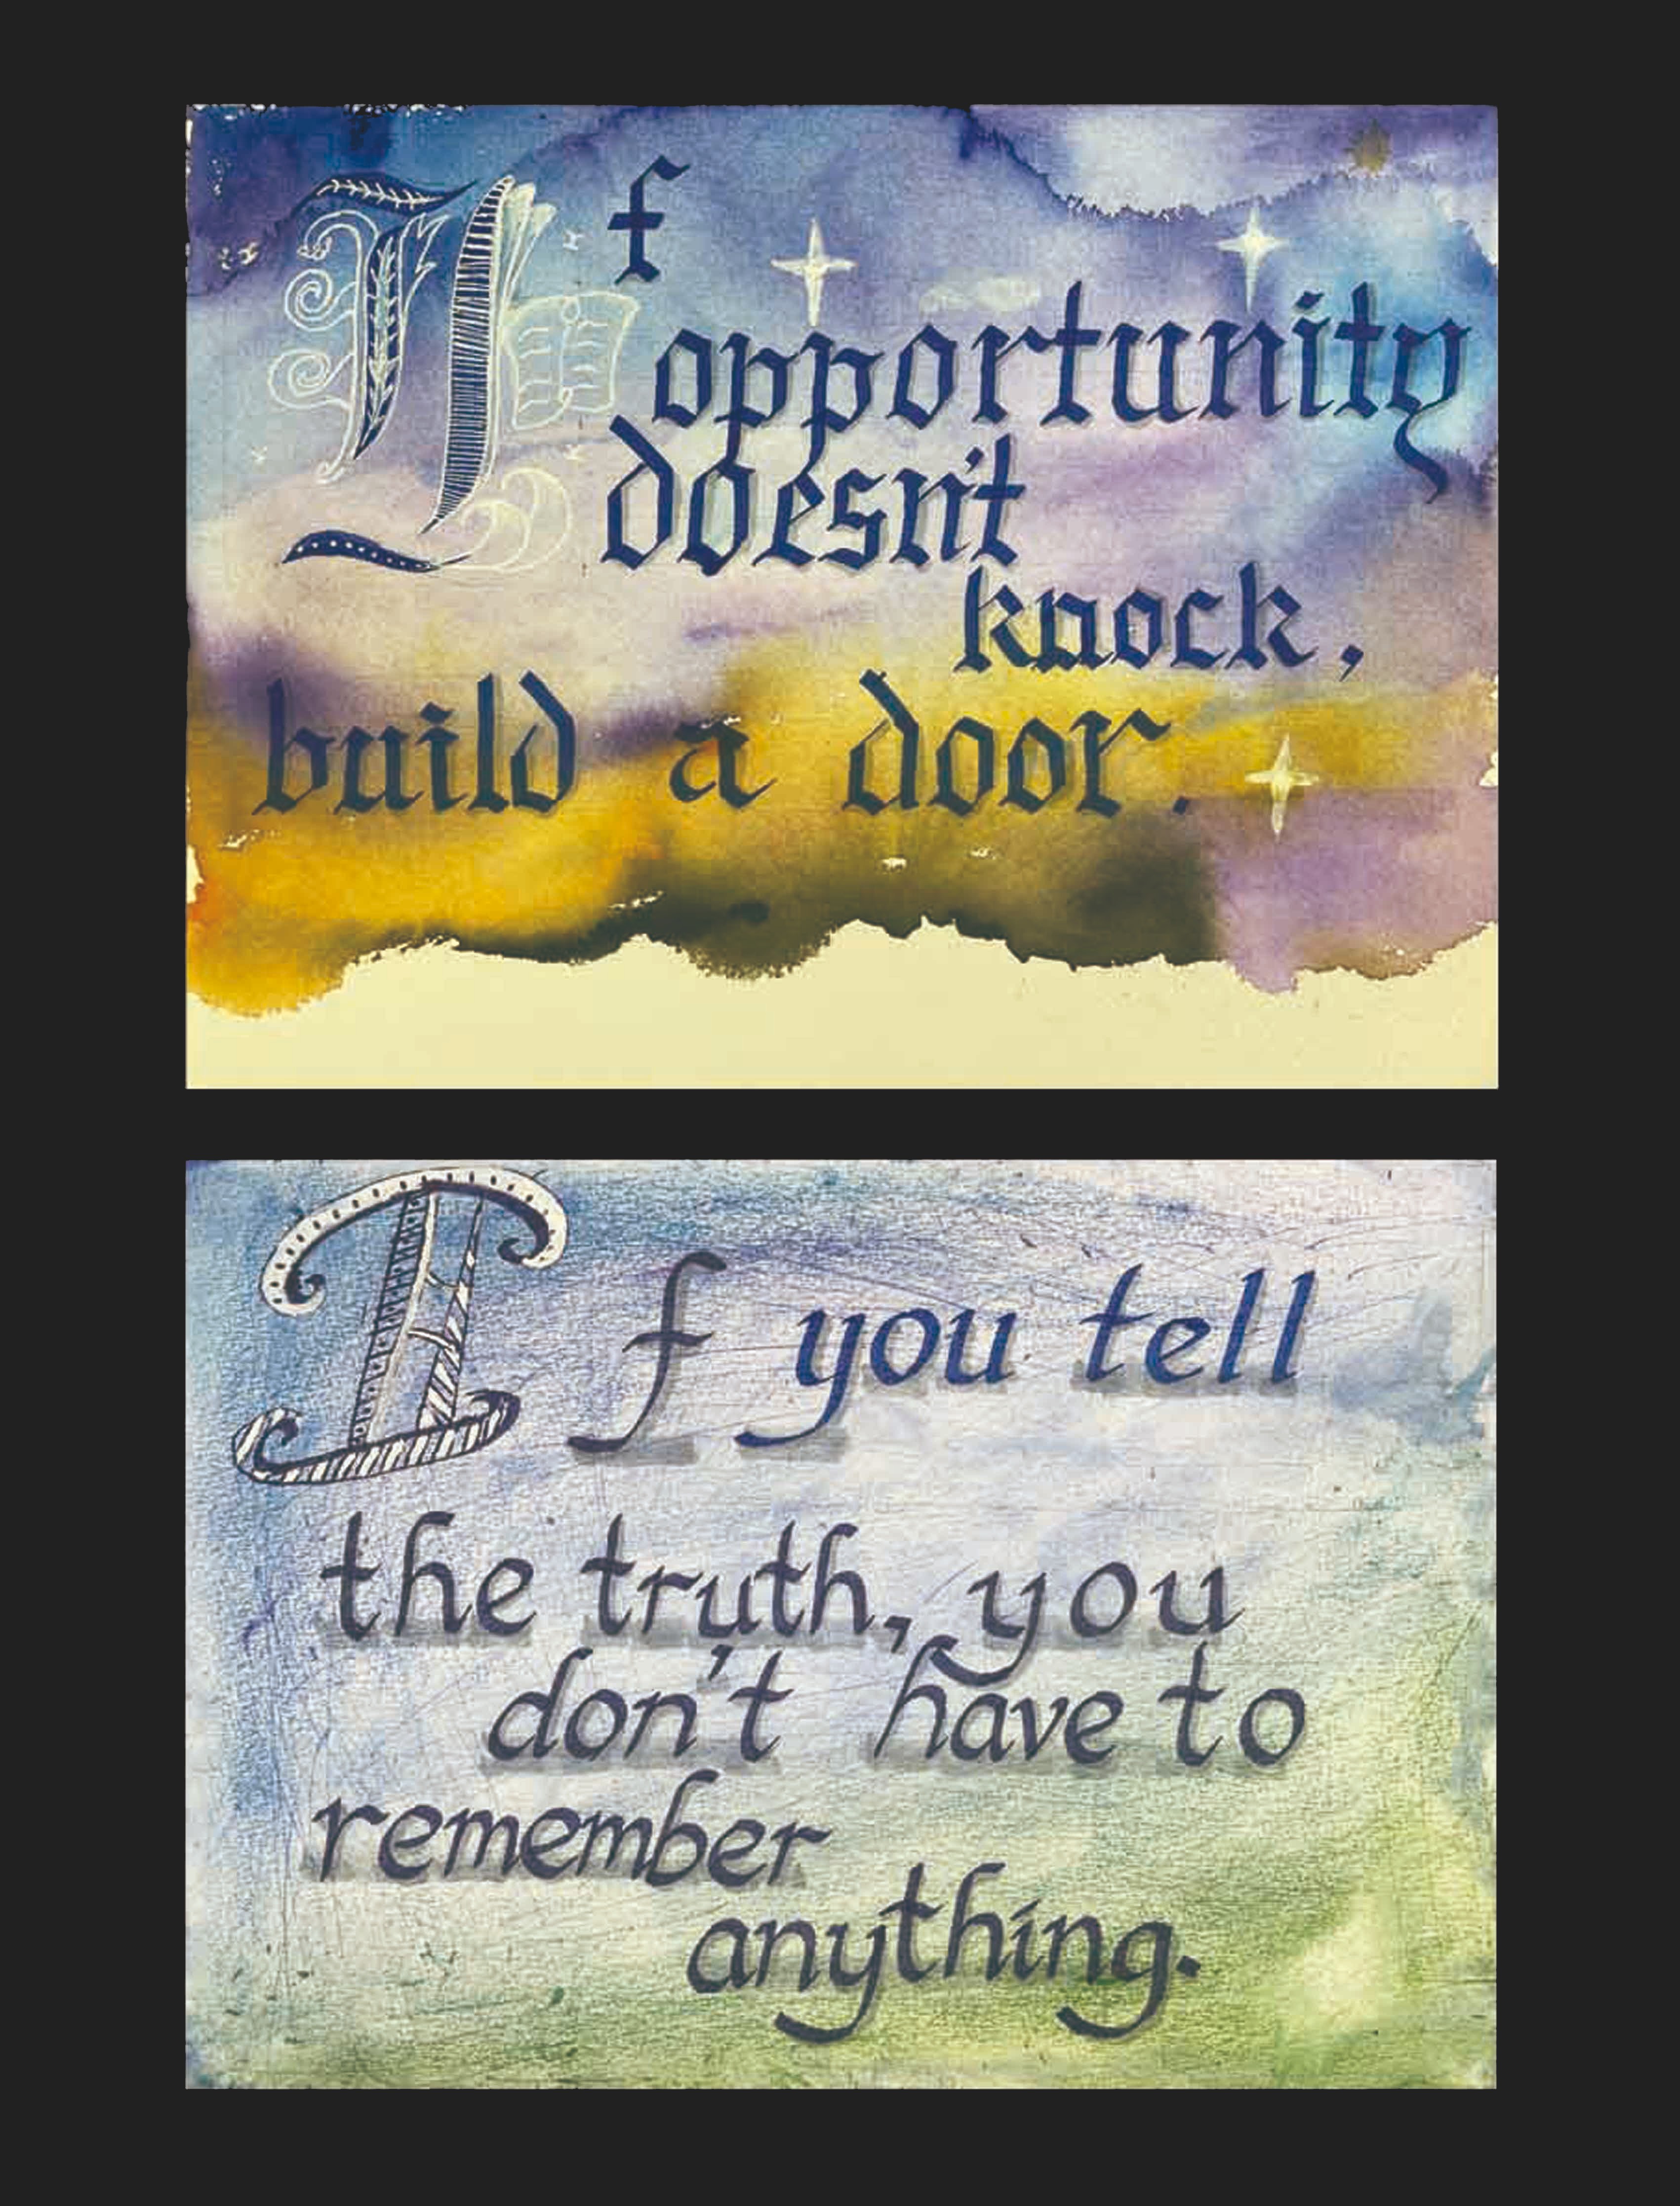 If
opportunity
doesn't
knock,
build a door.
If you tell
the truth, you
don't have to
remember
anything.